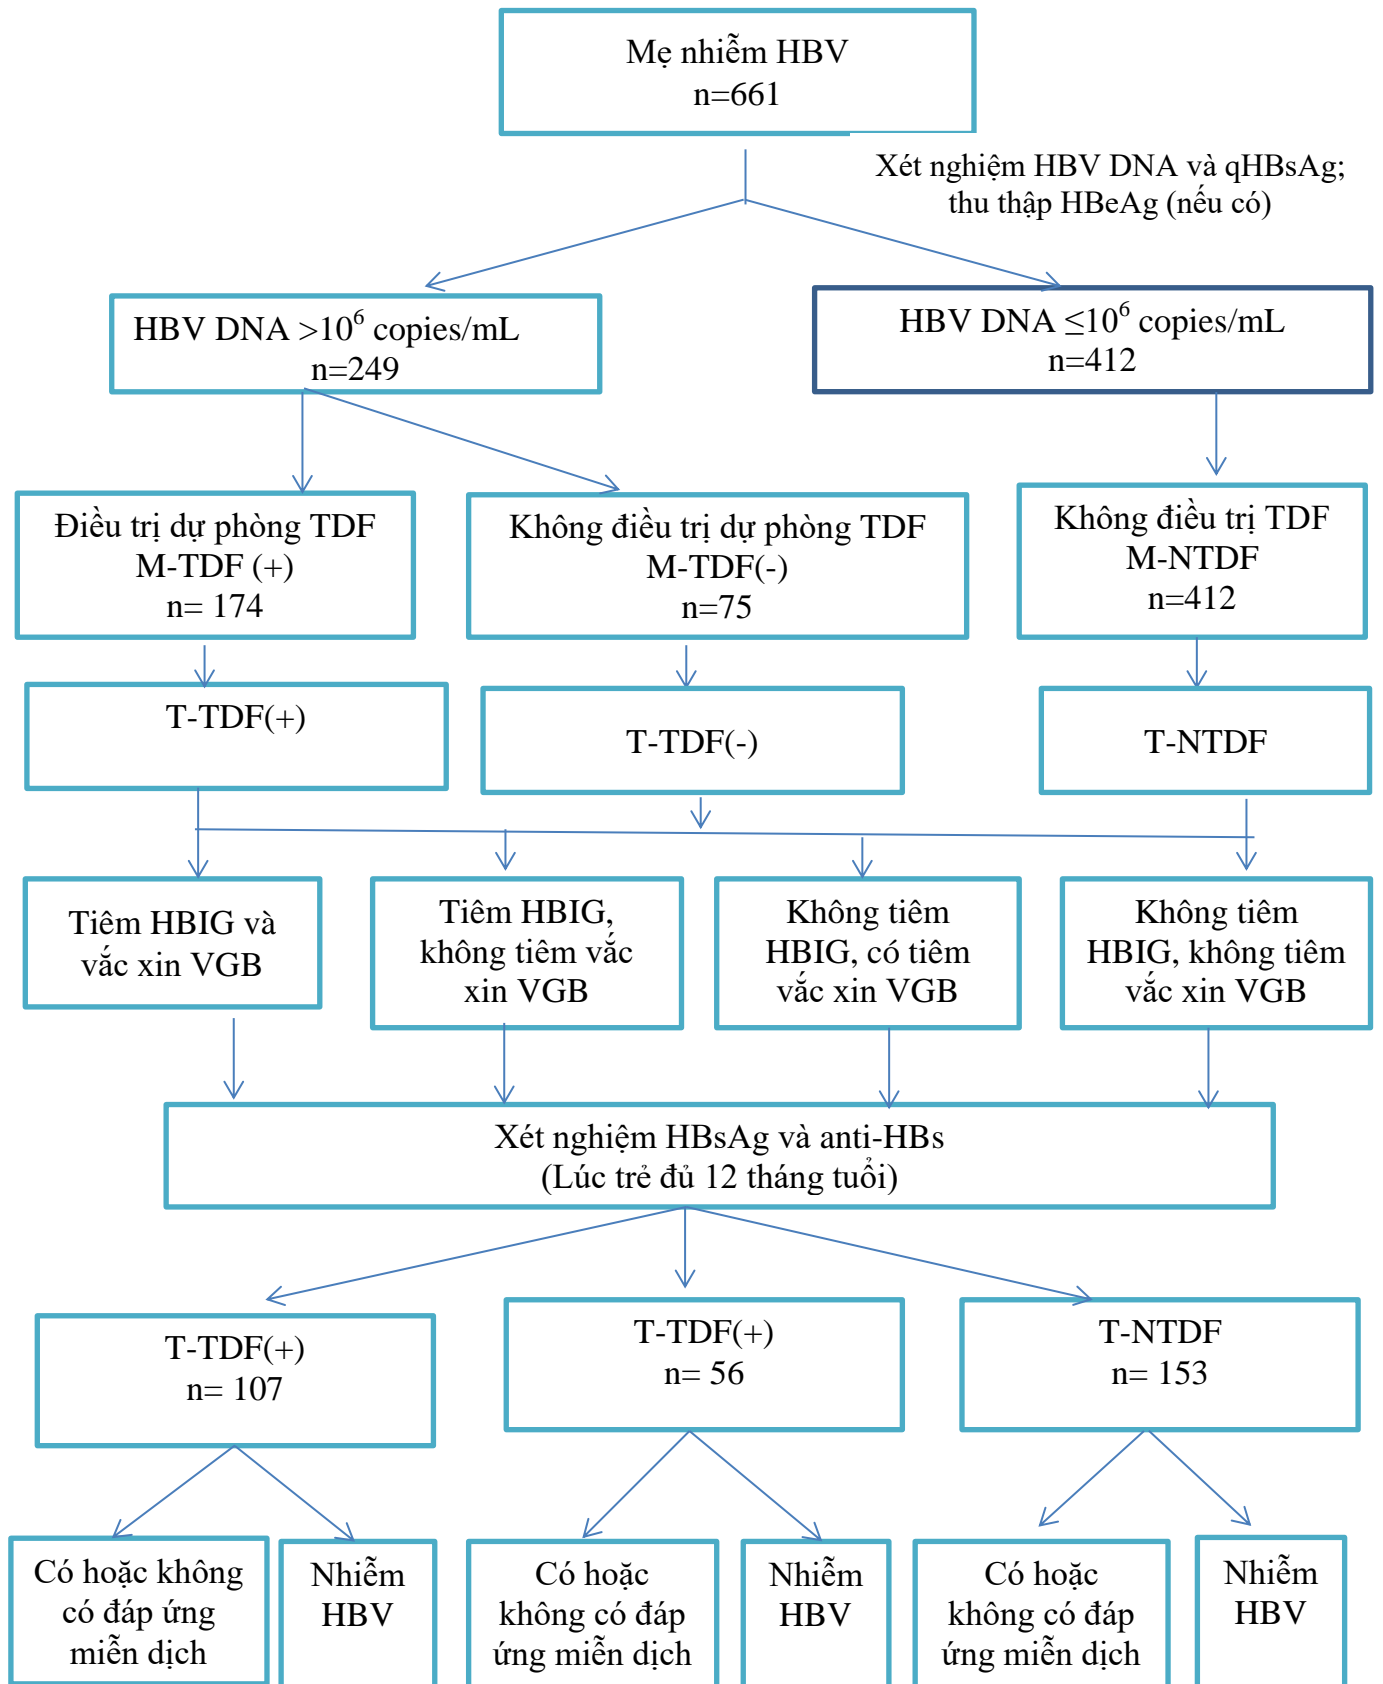 Mẹ nhiễm HBV
n=661
Xét nghiệm HBV DNA và qHBsAg;
thu thập HBeAg (nếu có)
HBV DNA >10⁶ copies/mL
n=249
HBV DNA ≤10⁶ copies/mL
n=412
Điều trị dự phòng TDF
M-TDF (+)
n= 174
Không điều trị dự phòng TDF
M-TDF(-)
n=75
Không điều trị TDF
M-NTDF
n=412
T-TDF(+)
T-TDF(-)
T-NTDF
Tiêm HBIG và
vắc xin VGB
Tiêm HBIG,
không tiêm vắc
xin VGB
Không tiêm
HBIG, có tiêm
vắc xin VGB
Không tiêm
HBIG, không tiêm
vắc xin VGB
Xét nghiệm HBsAg và anti-HBs
(Lúc trẻ đủ 12 tháng tuổi)
T-TDF(+)
n= 107
T-TDF(+)
n= 56
T-NTDF
n= 153
Có hoặc không
có đáp ứng
miễn dịch
Nhiễm
HBV
Có hoặc
không có đáp
ứng miễn dịch
Nhiễm
HBV
Có hoặc
không có đáp
ứng miễn dịch
Nhiễm
HBV